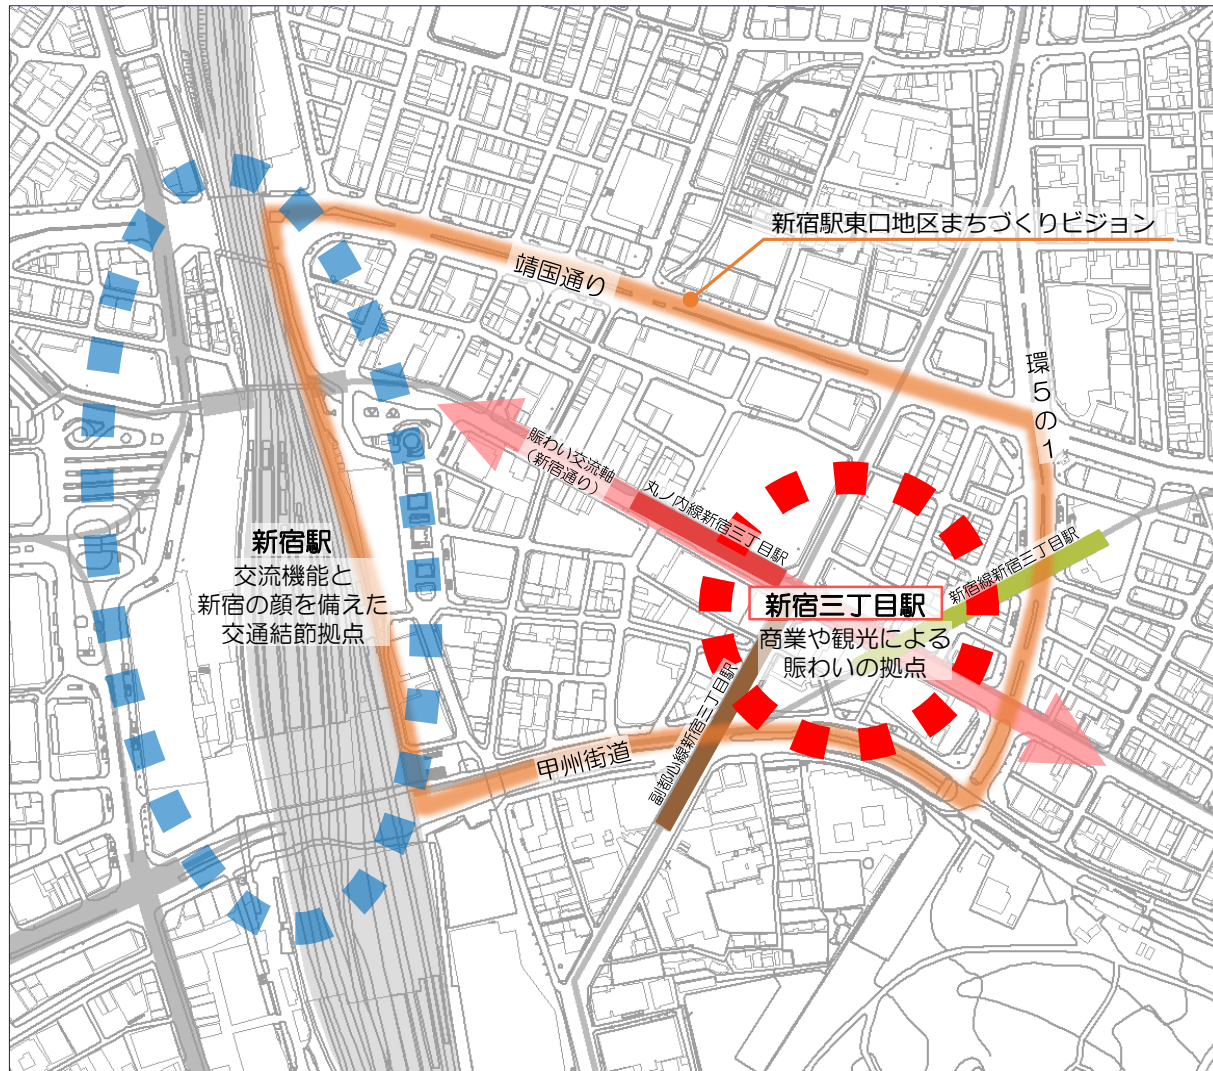 新宿駅東口地区まちづくりビジョン
靖国通り
環5の1
賑わい交流軸
（新宿通り）
丸ノ内線新宿三丁目駅
新宿線新宿三丁目駅
新宿駅
交流機能と
新宿の顔を備えた
交通結節拠点
新宿三丁目駅
商業や観光による
賑わいの拠点
副都心線新宿三丁目駅
甲州街道